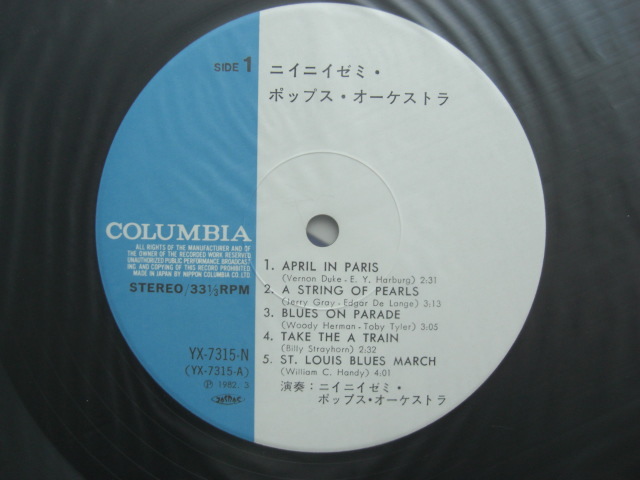 SIDE 1
ニイニイゼミ・
ポップス・オーケストラ
COLUMBIA
ALL RIGHTS OF THE MANUFACTURER AND OF
THE OWNER OF THE RECORDED WORK RESERVED
UNAUTHORIZED PUBLIC PERFORMANCE BROADCAST-
ING AND COPYING OF THIS RECORD PROHIBITED
MADE IN JAPAN BY NIPPON COLUMBIA CO.LTD.
STEREO/33⅓RPM
YX-7315-N
(YX-7315-A)
Ⓟ 1982. 3
1. APRIL IN PARIS
(Vernon Duke - E. Y. Harburg) 2:31
2. A STRING OF PEARLS
(Jerry Gray - Edgar De Lange) 3:13
3. BLUES ON PARADE
(Woody Herman - Toby Tyler) 3:05
4. TAKE THE A TRAIN
(Billy Strayhorn) 2:32
5. ST. LOUIS BLUES MARCH
(William C. Handy) 4:01
演奏：ニイニイゼミ・
ポップス・オーケストラ